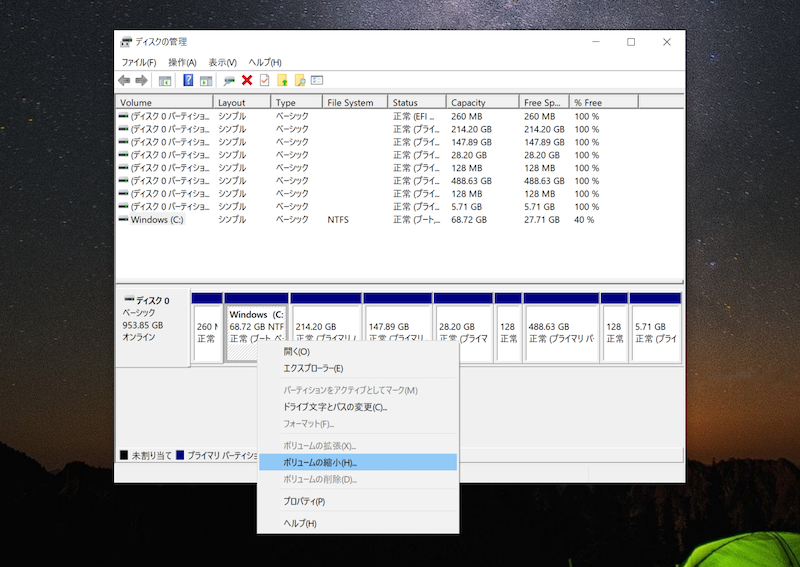 ディスクの管理
ファイル(F) 操作(A) 表示(V) ヘルプ(H)
Volume Layout Type File System Status Capacity Free Sp... % Free
(ディスク 0 パーティショ... シンプル ベーシック 正常 (EFI ... 260 MB 260 MB 100 %
(ディスク 0 パーティショ... シンプル ベーシック 正常 (プライ... 214.20 GB 214.20 GB 100 %
(ディスク 0 パーティショ... シンプル ベーシック 正常 (プライ... 147.89 GB 147.89 GB 100 %
(ディスク 0 パーティショ... シンプル ベーシック 正常 (プライ... 28.20 GB 28.20 GB 100 %
(ディスク 0 パーティショ... シンプル ベーシック 正常 (プライ... 128 MB 128 MB 100 %
(ディスク 0 パーティショ... シンプル ベーシック 正常 (プライ... 488.63 GB 488.63 GB 100 %
(ディスク 0 パーティショ... シンプル ベーシック 正常 (プライ... 128 MB 128 MB 100 %
(ディスク 0 パーティショ... シンプル ベーシック 正常 (プライ... 5.71 GB 5.71 GB 100 %
Windows (C:) シンプル ベーシック NTFS 正常 (ブート,... 68.72 GB 27.71 GB 40 %
ディスク 0
ベーシック
953.85 GB
オンライン
260 M
正常
Windows (C:
68.72 GB NTF
正常 (ブート, ペ
214.20 GB
正常 (プライマリ パ
147.89 GB
正常 (プライマリ
28.20 GB
正常 (プライマ
128
正常
488.63 GB
正常 (プライマリ パ
128
正常
5.71 GB
正常 (プライ
未割り当て プライマリ パーティショ
開く(O)
エクスプローラー(E)
パーティションをアクティブとしてマーク(M)
ドライブ文字とパスの変更(C)...
フォーマット(F)...
ボリュームの拡張(X)...
ボリュームの縮小(H)...
ボリュームの削除(D)...
プロパティ(P)
ヘルプ(H)